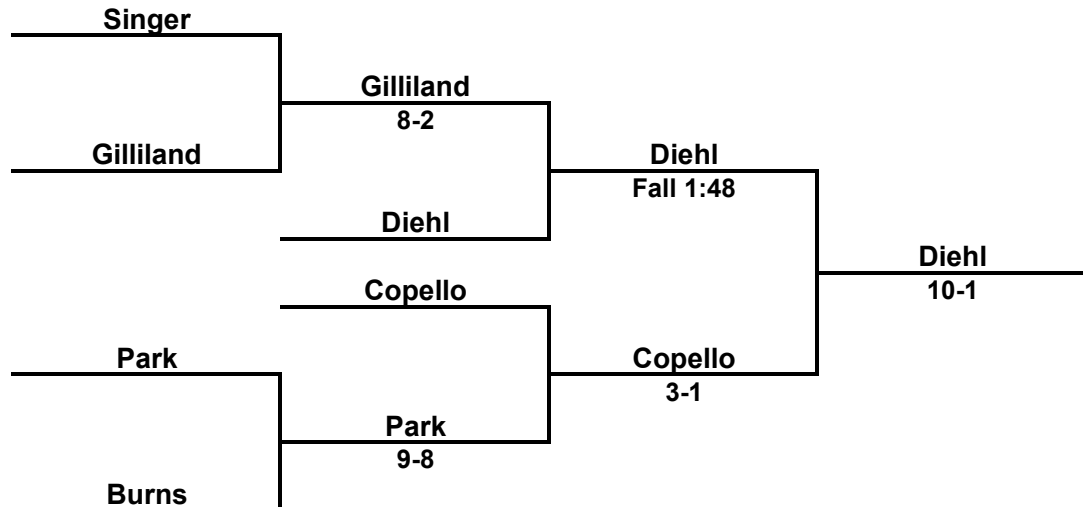 Singer
Gilliland
8-2
Gilliland
Diehl
Fall 1:48
Diehl
Diehl
10-1
Copello
Park
Copello
3-1
Park
9-8
Burns